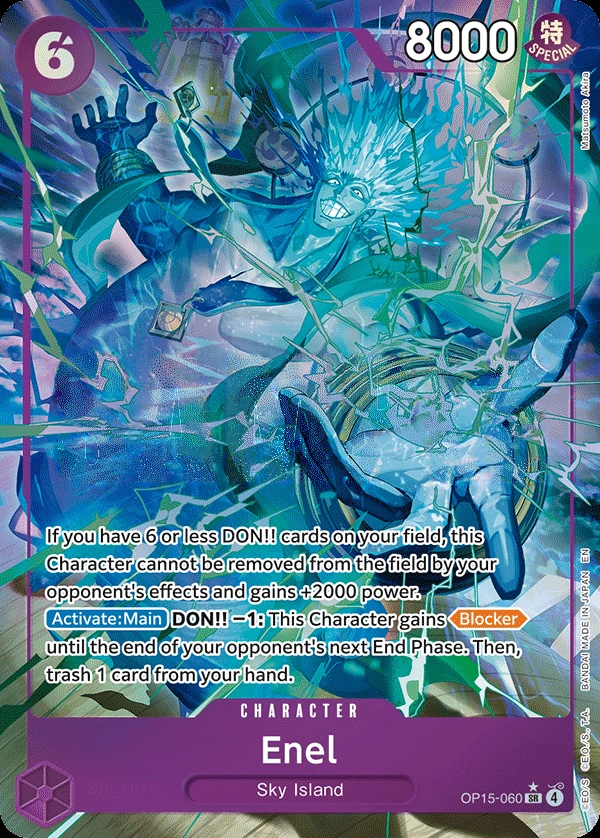 6
8000
特
SPECIAL
Matsumoto Akira
If you have 6 or less DON!! cards on your field, this
Character cannot be removed from the field by your
opponent's effects and gains +2000 power.
Activate:Main DON!! −1: This Character gains Blocker
until the end of your opponent's next End Phase. Then,
trash 1 card from your hand.
CHARACTER
Enel
Sky Island
OP15-060 SR 4
©E.O/S ©E.O./S., T.A. BANDAI MADE IN JAPAN EN